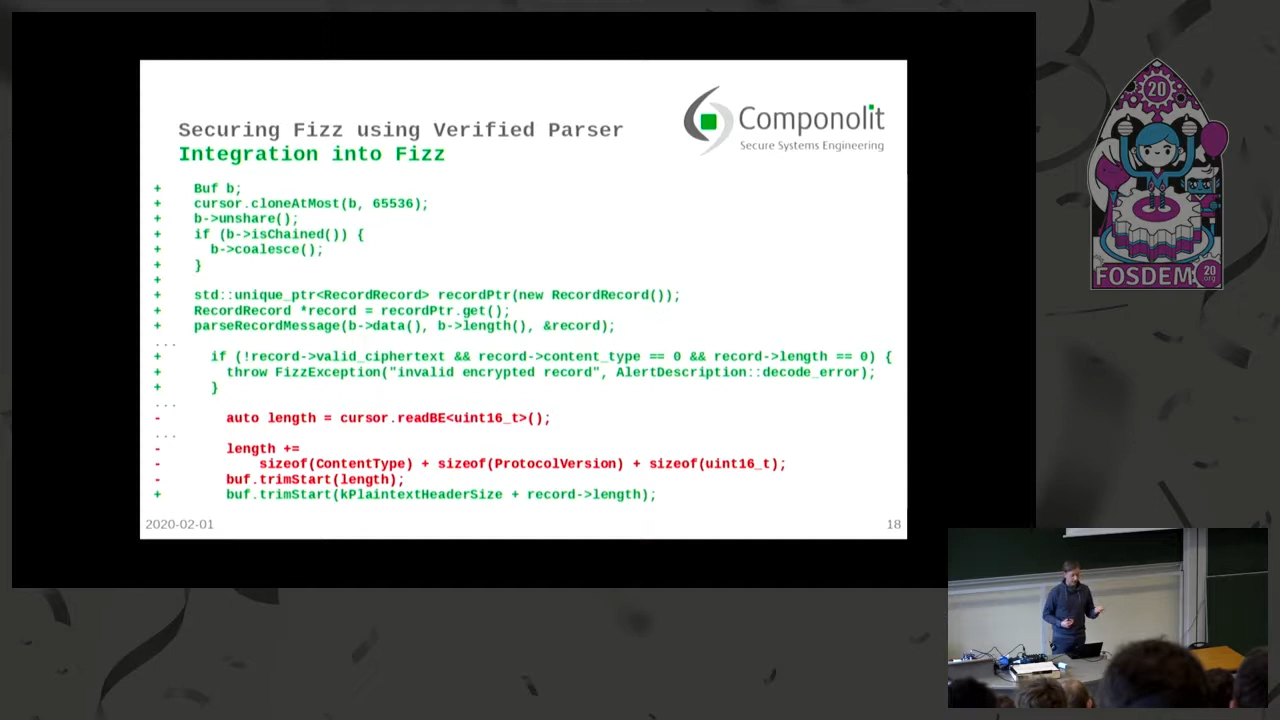 Securing Fizz using Verified Parser
Integration into Fizz
Componolit
Secure Systems Engineering
+    Buf b;
+    cursor.cloneAtMost(b, 65536);
+    b->unshare();
+    if (b->isChained()) {
+      b->coalesce();
+    }
+
+    std::unique_ptr<RecordRecord> recordPtr(new RecordRecord());
+    RecordRecord *record = recordPtr.get();
+    parseRecordMessage(b->data(), b->length(), &record);
...
+      if (!record->valid_ciphertext && record->content_type == 0 && record->length == 0) {
+        throw FizzException("invalid encrypted record", AlertDescription::decode_error);
+      }
...
-        auto length = cursor.readBE<uint16_t>();
...
-        length +=
-            sizeof(ContentType) + sizeof(ProtocolVersion) + sizeof(uint16_t);
-        buf.trimStart(length);
+        buf.trimStart(kPlaintextHeaderSize + record->length);
2020-02-01
18
20
FOSDEM
20
.org